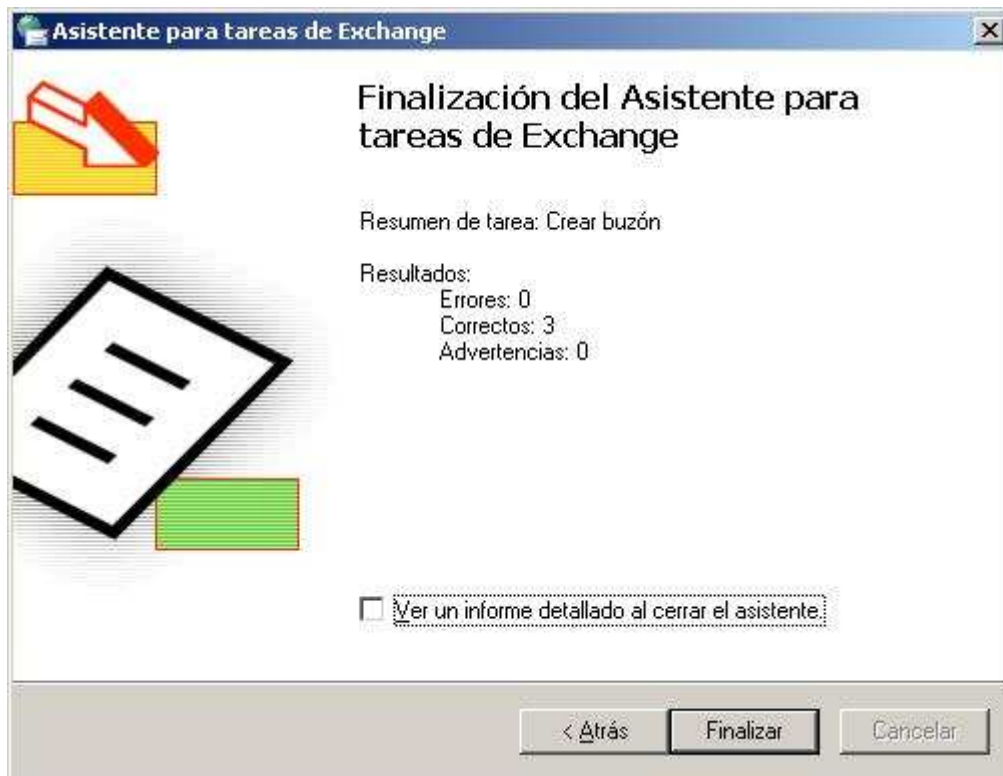 Asistente para tareas de Exchange
Finalización del Asistente para
tareas de Exchange
Resumen de tarea: Crear buzón
Resultados:
Errores: 0
Correctos: 3
Advertencias: 0
Ver un informe detallado al cerrar el asistente.
< Atrás
Finalizar
Cancelar